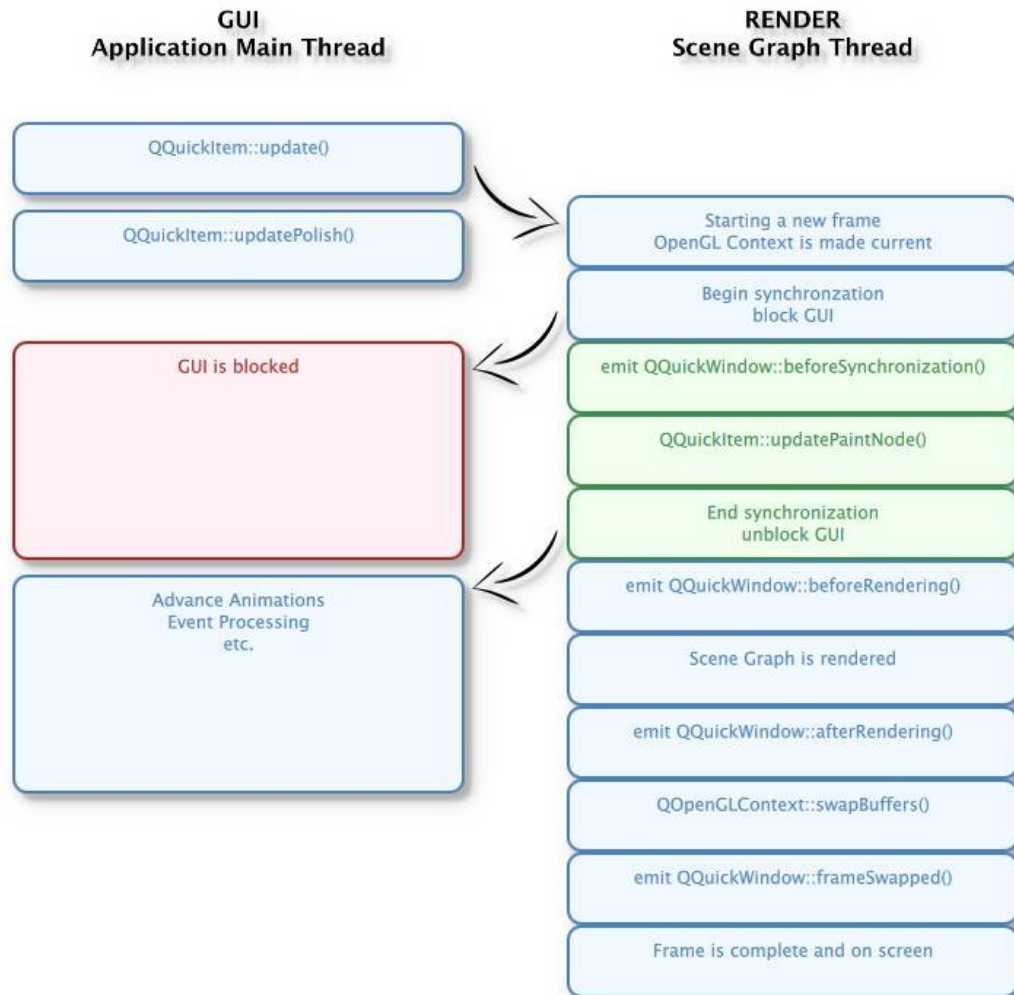 GUI
Application Main Thread
RENDER
Scene Graph Thread
QQuickItem::update()
QQuickItem::updatePolish()
GUI is blocked
Advance Animations
Event Processing
etc.
Starting a new frame
OpenGL Context is made current
Begin synchronzation
block GUI
emit QQuickWindow::beforeSynchronization()
QQuickItem::updatePaintNode()
End synchronization
unblock GUI
emit QQuickWindow::beforeRendering()
Scene Graph is rendered
emit QQuickWindow::afterRendering()
QOpenGLContext::swapBuffers()
emit QQuickWindow::frameSwapped()
Frame is complete and on screen